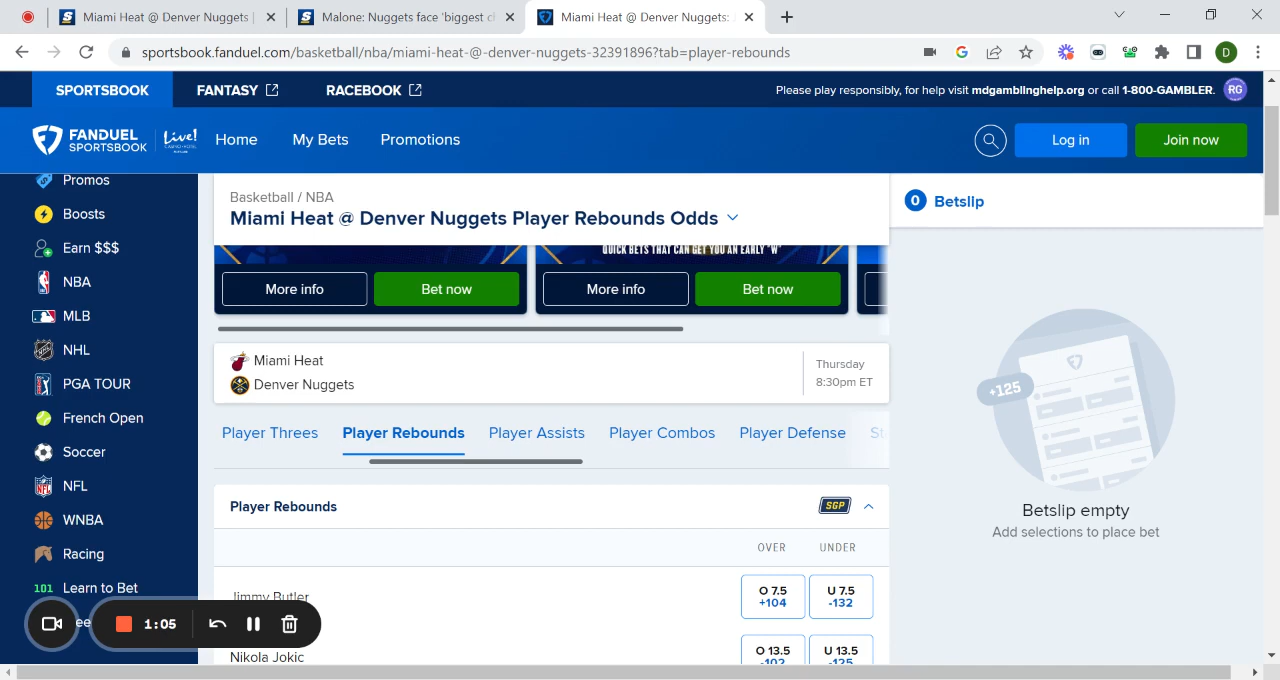 Miami Heat @ Denver Nuggets
Malone: Nuggets face 'biggest ch
Miami Heat @ Denver Nuggets:
sportsbook.fanduel.com/basketball/nba/miami-heat-@-denver-nuggets-32391896?tab=player-rebounds
D
SPORTSBOOK
FANTASY
RACEBOOK
Please play responsibly, for help visit mdgamblinghelp.org or call 1-800-GAMBLER.
RG
FANDUEL
SPORTSBOOK
Live!
Home
My Bets
Promotions
Log in
Join now
Promos
Boosts
Earn $$$
NBA
MLB
NHL
PGA TOUR
French Open
Soccer
NFL
WNBA
Racing
101 Learn to Bet
1:05
Basketball / NBA
Miami Heat @ Denver Nuggets Player Rebounds Odds
QUICK BETS THAT CAN GET YOU AN EARLY "W"
More info
Bet now
More info
Bet now
Miami Heat
Denver Nuggets
Thursday
8:30pm ET
Player Threes
Player Rebounds
Player Assists
Player Combos
Player Defense
Player Rebounds
SGP
OVER
UNDER
Jimmy Butler
O 7.5
+104
U 7.5
-132
Nikola Jokic
O 13.5
-102
U 13.5
-125
0 Betslip
+125
Betslip empty
Add selections to place bet